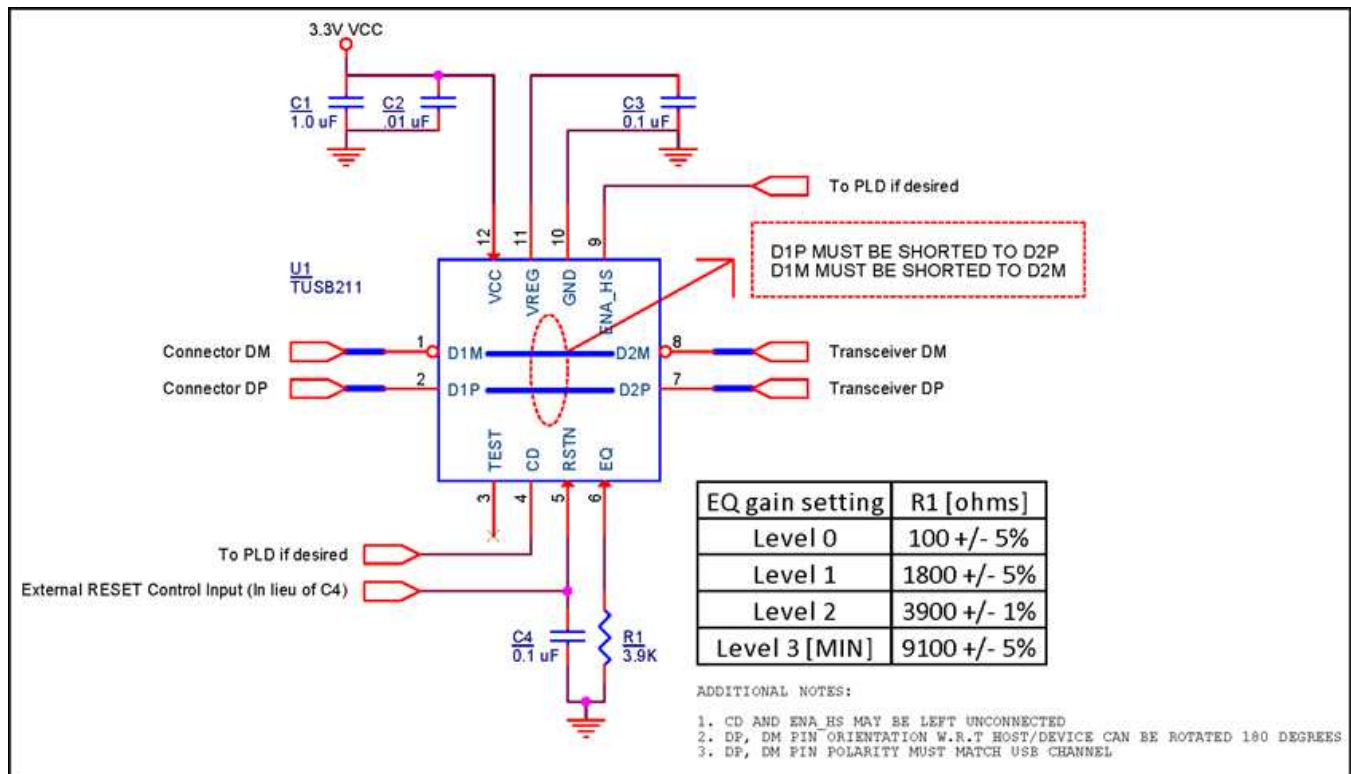 3.3V VCC
C1
1.0 uF
C2
.01 uF
C3
0.1 uF
To PLD if desired
12
11
10
9
D1P MUST BE SHORTED TO D2P
D1M MUST BE SHORTED TO D2M
U1
TUSB211
VCC
VREG
GND
ENA_HS
Connector DM
1
D1M
D2M
8
Transceiver DM
Connector DP
2
D1P
D2P
7
Transceiver DP
TEST
CD
RSTN
EQ
3
4
5
6
To PLD if desired
External RESET Control Input (In lieu of C4)
C4
0.1 uF
R1
3.9K
EQ gain setting R1 [ohms]
Level 0 100 +/- 5%
Level 1 1800 +/- 5%
Level 2 3900 +/- 1%
Level 3 [MIN] 9100 +/- 5%
ADDITIONAL NOTES:
1. CD AND ENA_HS MAY BE LEFT UNCONNECTED
2. DP, DM PIN ORIENTATION W.R.T HOST/DEVICE CAN BE ROTATED 180 DEGREES
3. DP, DM PIN POLARITY MUST MATCH USB CHANNEL